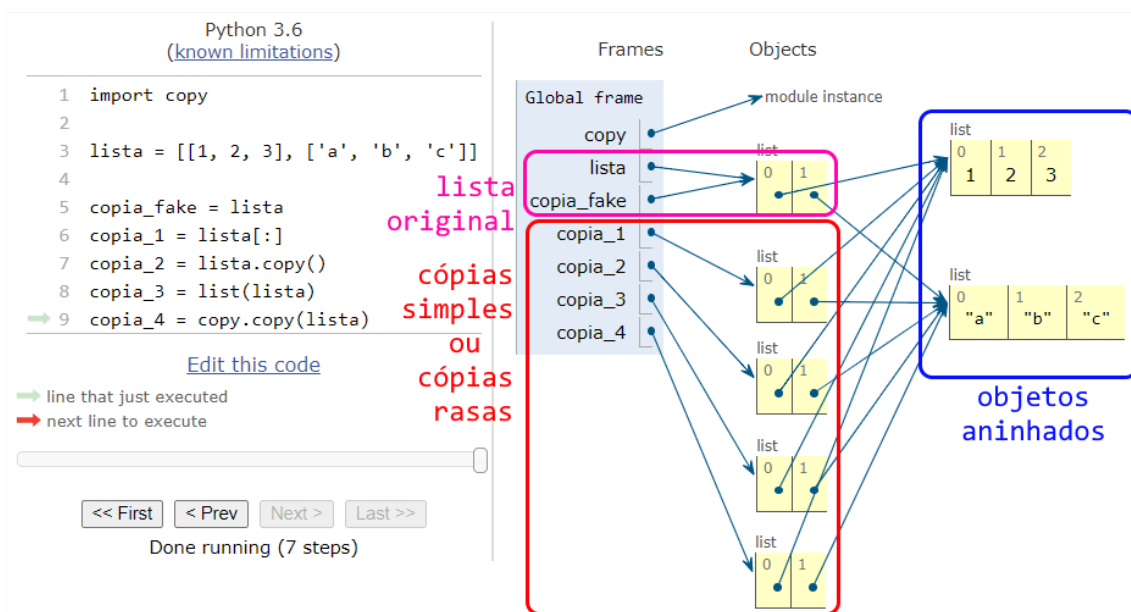 Python 3.6
(known limitations)
1 import copy
2
3 lista = [[1, 2, 3], ['a', 'b', 'c']]
4
5 copia_fake = lista
6 copia_1 = lista[:]
7 copia_2 = lista.copy()
8 copia_3 = list(lista)
9 copia_4 = copy.copy(lista)
Edit this code
line that just executed
next line to execute
<< First < Prev Next > Last >>
Done running (7 steps)
Frames Objects
Global frame
copy
lista
copia_fake
copia_1
copia_2
copia_3
copia_4
lista
original
cópias
simples
ou
cópias
rasas
module instance
list
0 1
list
0 1
list
0 1
list
0 1
list
0 1
list
0 1 2
1 2 3
list
0 1 2
"a" "b" "c"
objetos
aninhados